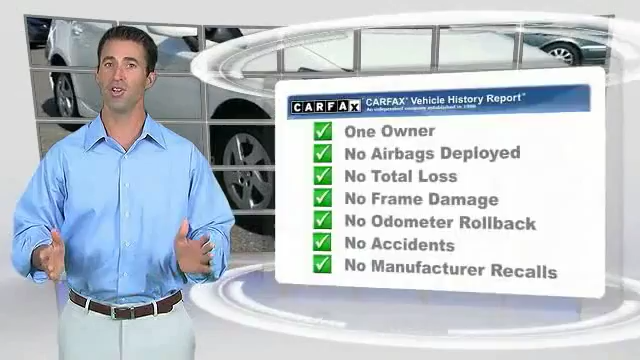 CARFAX CARFAX Vehicle History Report
An independent company established in 1986
One Owner
No Airbags Deployed
No Total Loss
No Frame Damage
No Odometer Rollback
No Accidents
No Manufacturer Recalls